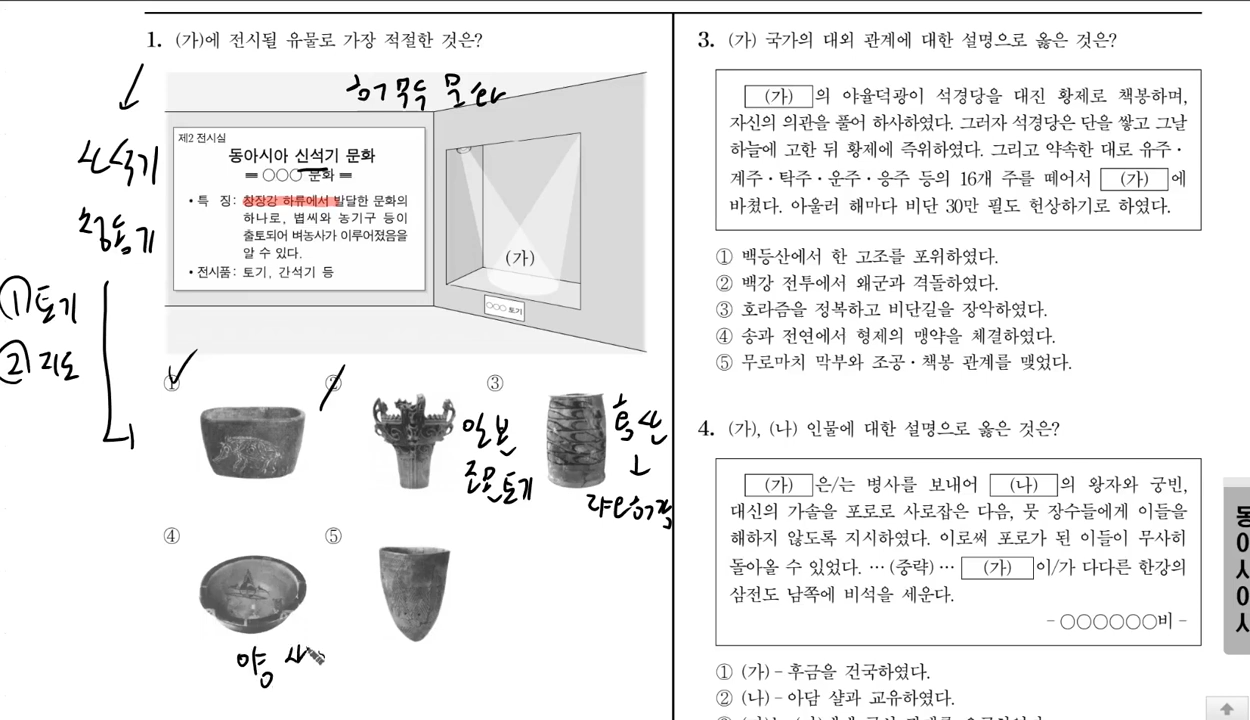 1. (가)에 전시될 유물로 가장 적절한 것은?
허무두 문화
제2 전시실
동아시아 신석기 문화
= ○○○ 문화 =
• 특 징: 창장강 하류에서 발달한 문화의
하나로, 볍씨와 농기구 등이
출토되어 벼농사가 이루어졌음을
알 수 있다.
• 전시품: 토기, 간석기 등
(가)
○○○ 토기
신석기
청동기
① 토기
② 지도
①
②
일본
조몬토기
③
홍산
④
양사
⑤
3. (가) 국가의 대외 관계에 대한 설명으로 옳은 것은?
(가) 의 야율덕광이 석경당을 대진 황제로 책봉하며,
자신의 의관을 풀어 하사하였다. 그러자 석경당은 단을 쌓고 그날
하늘에 고한 뒤 황제에 즉위하였다. 그리고 약속한 대로 유주·
계주·탁주·운주·응주 등의 16개 주를 떼어서 (가) 에
바쳤다. 아울러 해마다 비단 30만 필도 헌상하기로 하였다.
① 백등산에서 한 고조를 포위하였다.
② 백강 전투에서 왜군과 격돌하였다.
③ 호라즘을 정복하고 비단길을 장악하였다.
④ 송과 전연에서 형제의 맹약을 체결하였다.
⑤ 무로마치 막부와 조공·책봉 관계를 맺었다.
4. (가), (나) 인물에 대한 설명으로 옳은 것은?
(가) 은/는 병사를 보내어 (나) 의 왕자와 궁빈,
대신의 가솔을 포로로 사로잡은 다음, 뭇 장수들에게 이들을
해하지 않도록 지시하였다. 이로써 포로가 된 이들이 무사히
돌아올 수 있었다. … (중략) … (가) 이/가 다다른 한강의
삼전도 남쪽에 비석을 세운다.
- ○○○○○○비 -
① (가) - 후금을 건국하였다.
② (나) - 아담 샬과 교유하였다.
동아시아사